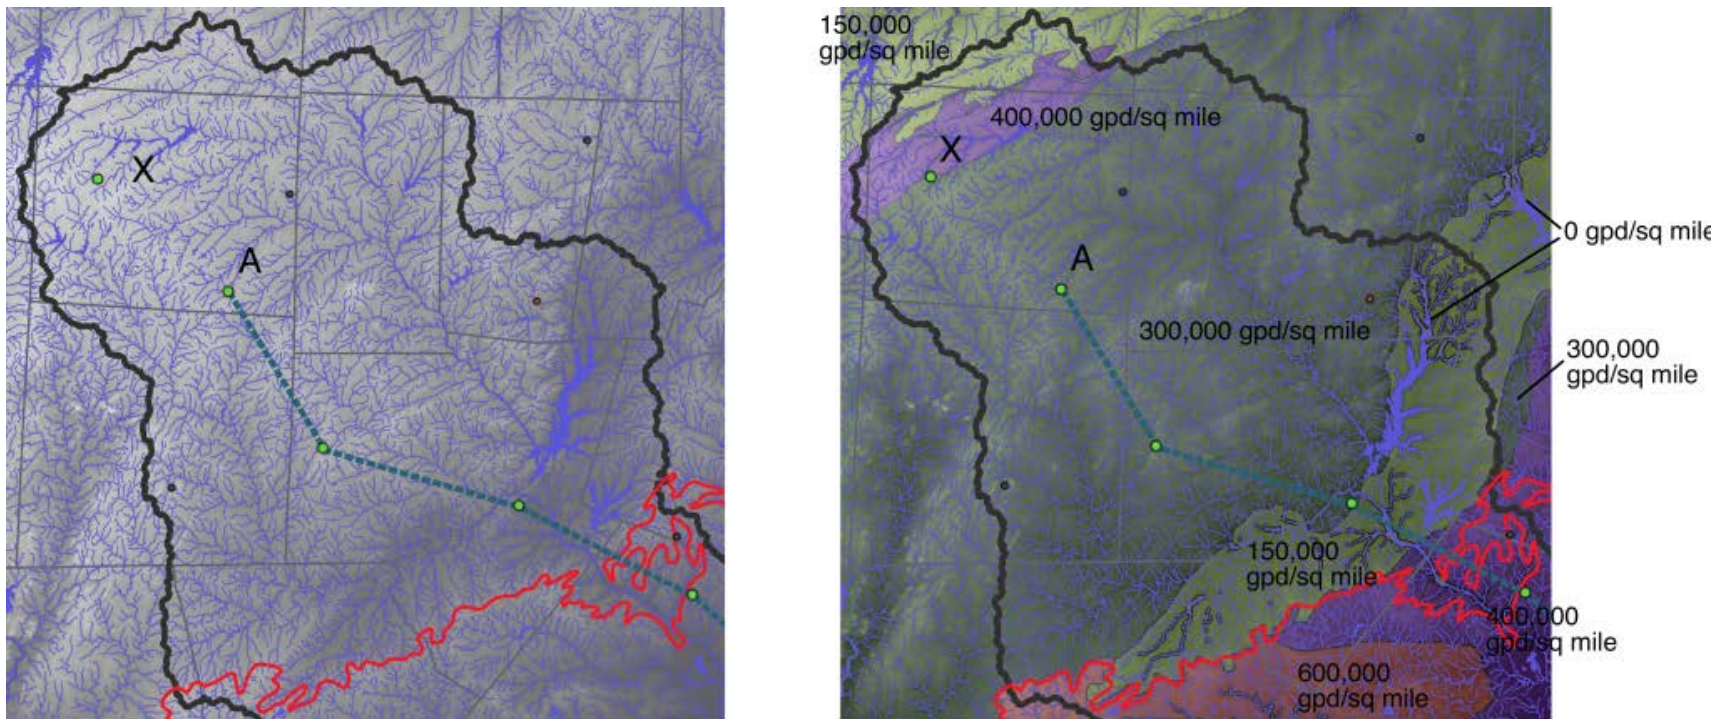 X
A
150,000
gpd/sq mile
400,000 gpd/sq mile
X
A
0 gpd/sq mile
300,000 gpd/sq mile
300,000
gpd/sq mile
150,000
gpd/sq mile
400,000
gpd/sq mile
600,000
gpd/sq mile